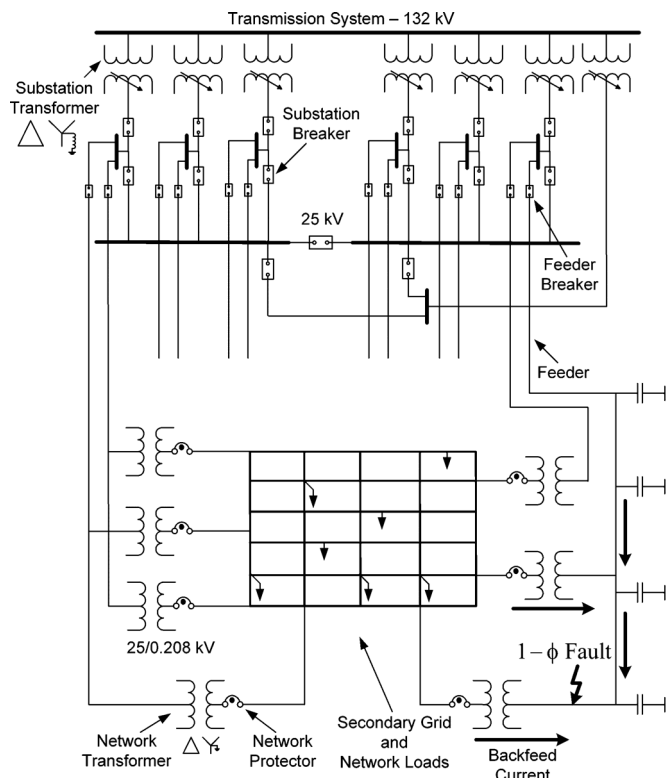 Transmission System – 132 kV
Substation
Transformer
Substation
Breaker
25 kV
Feeder
Breaker
Feeder
25/0.208 kV
1– ϕ Fault
Network
Transformer
Network
Protector
Secondary Grid
and
Network Loads
Backfeed
Current